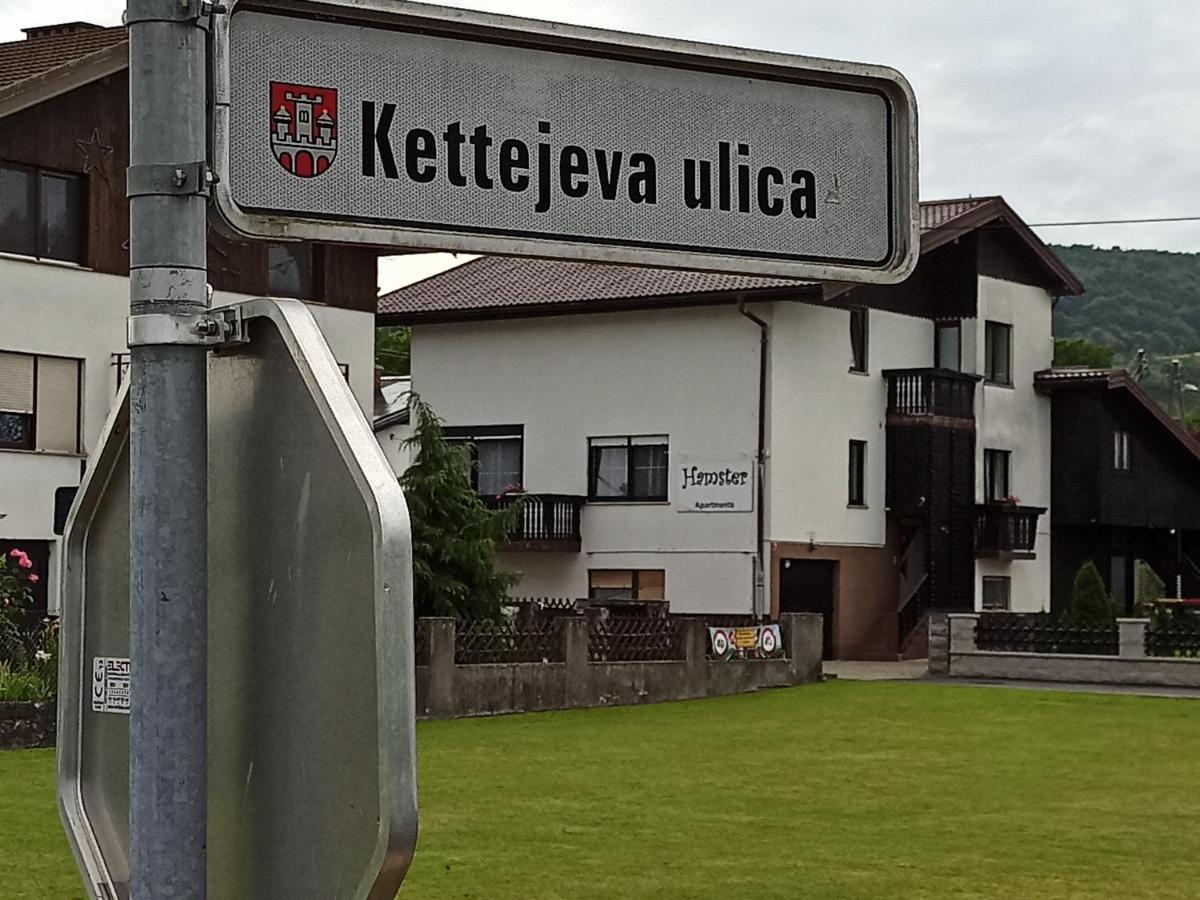 Kettejeva ulica
Hamster
Apartments